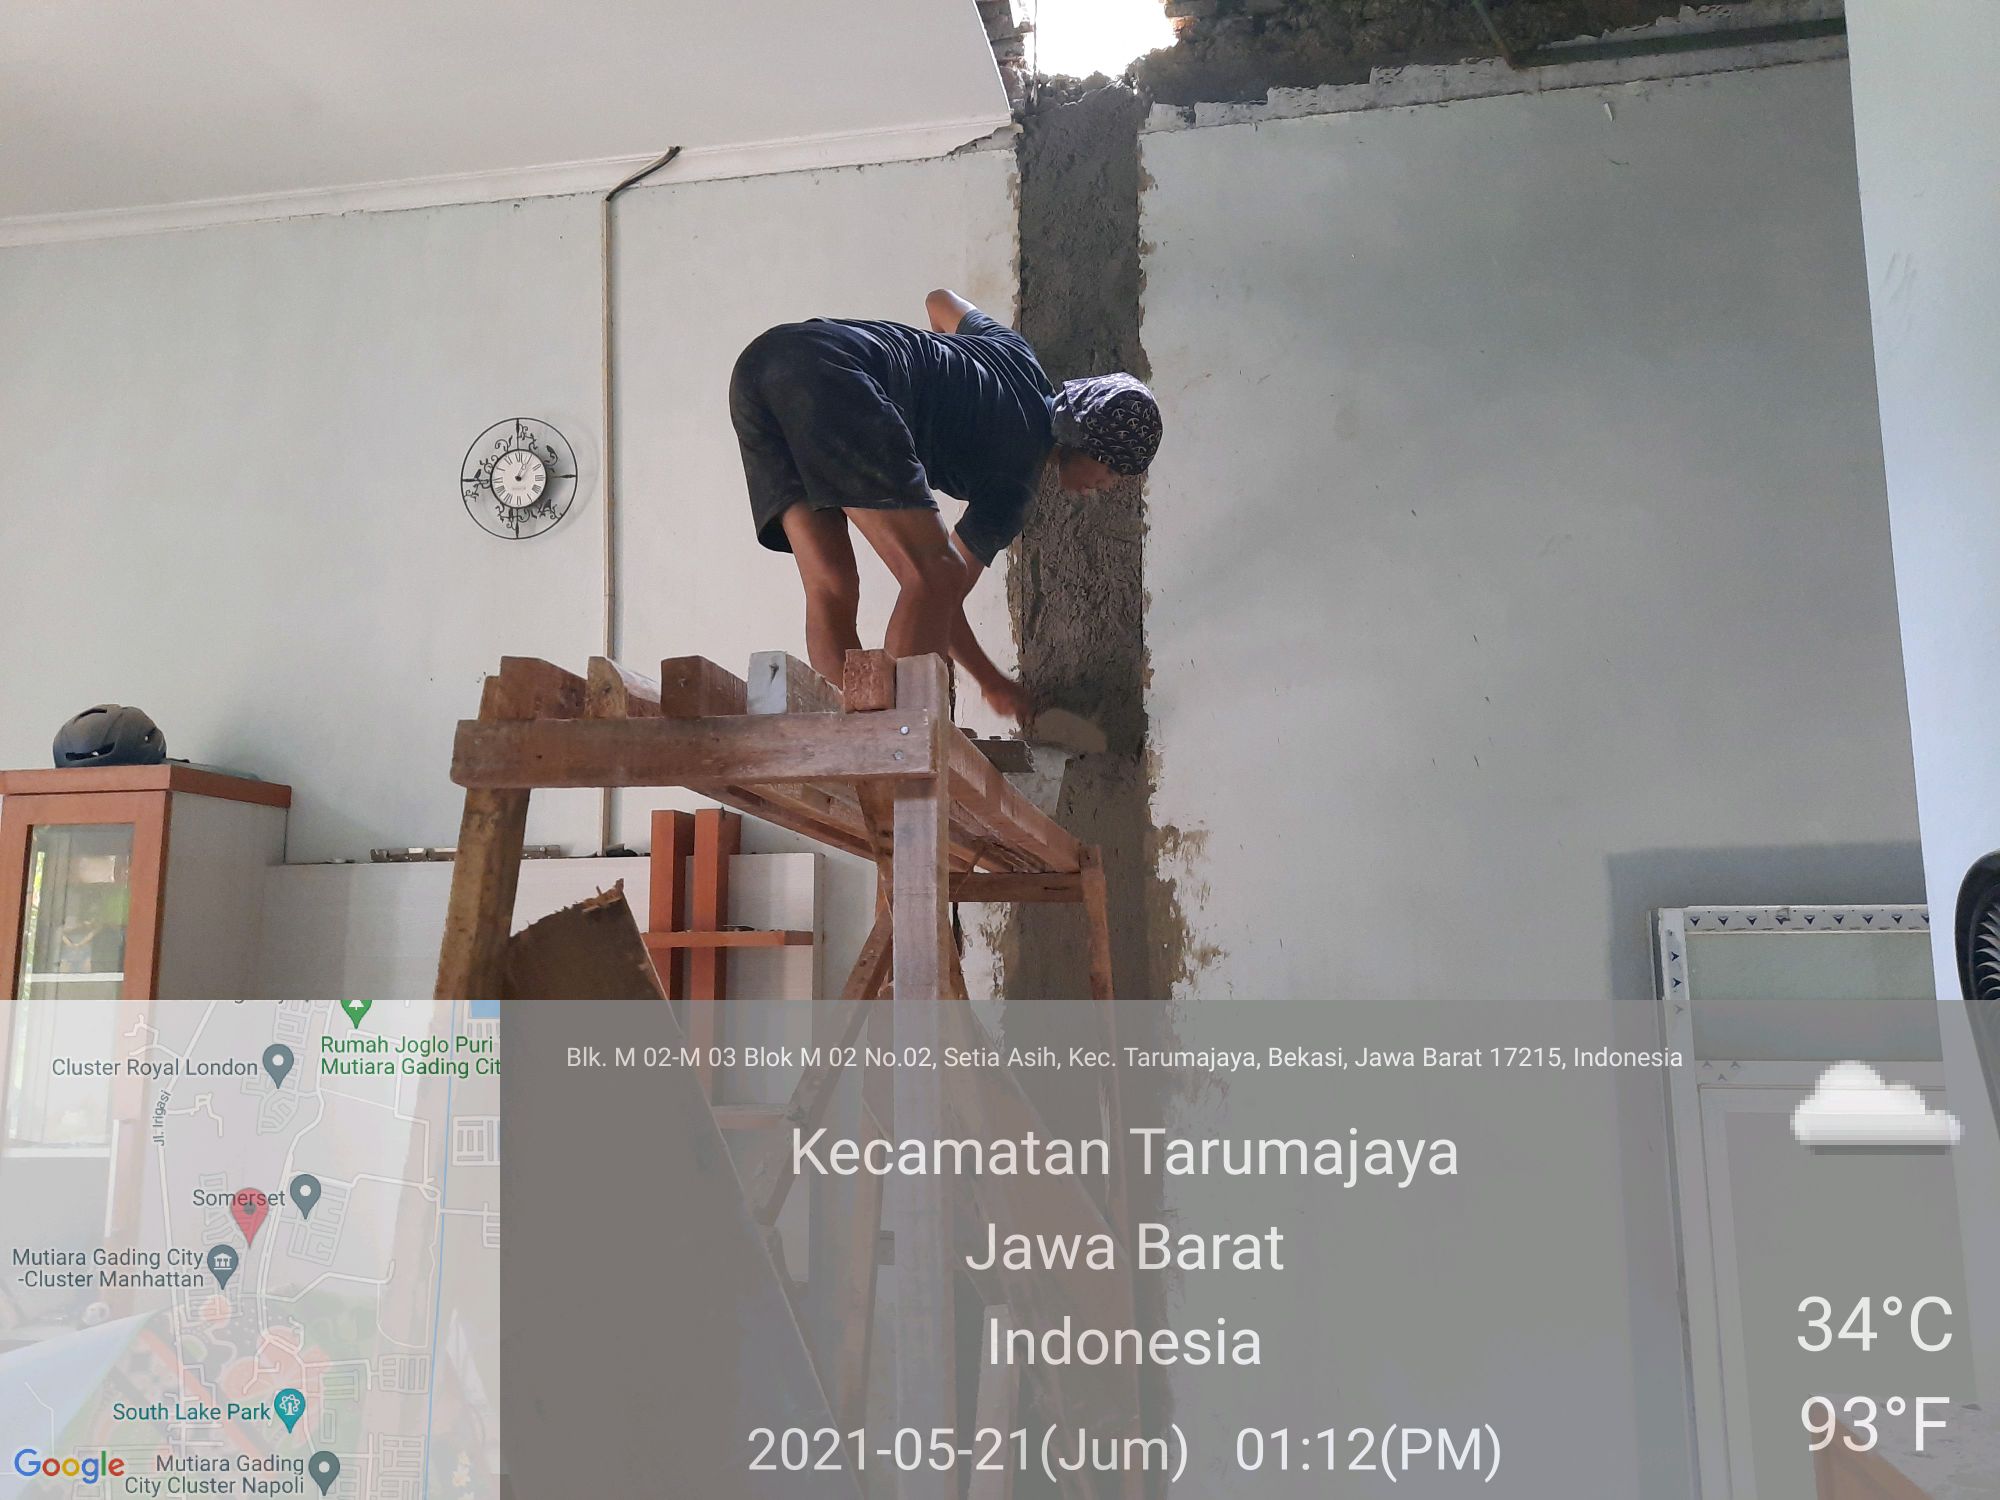 Rumah Joglo Puri
Mutiara Gading Cit
Cluster Royal London
Jl. Irigasi
Somerset
Mutiara Gading City
-Cluster Manhattan
South Lake Park
Google
Mutiara Gading
City Cluster Napoli
Blk. M 02-M 03 Blok M 02 No.02, Setia Asih, Kec. Tarumajaya, Bekasi, Jawa Barat 17215, Indonesia
Kecamatan Tarumajaya
Jawa Barat
Indonesia
2021-05-21(Jum) 01:12(PM)
34°C
93°F